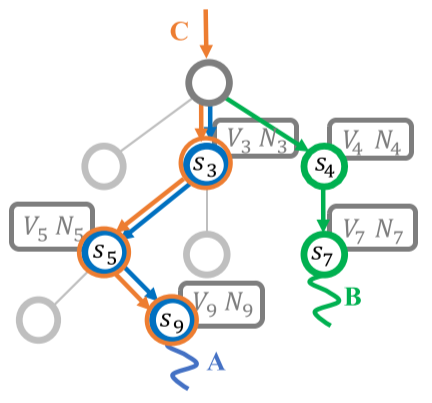 C
V₃ N₃
s₃
V₄ N₄
s₄
V₅ N₅
s₅
V₇ N₇
s₇
V₉ N₉
s₉
B
A